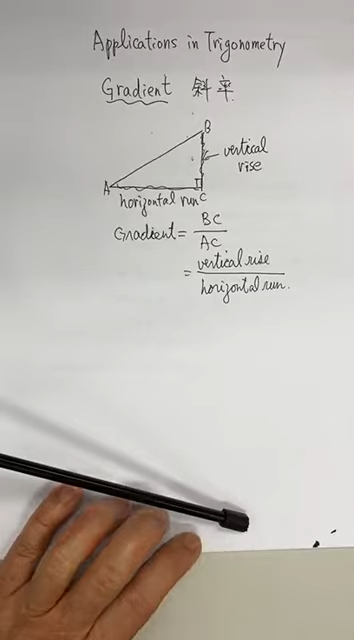 Applications in Trigonometry
Gradient 斜率.
B
vertical
rise
A
horizontal run C
Gradient = BC
AC
= vertical rise
horizontal run.